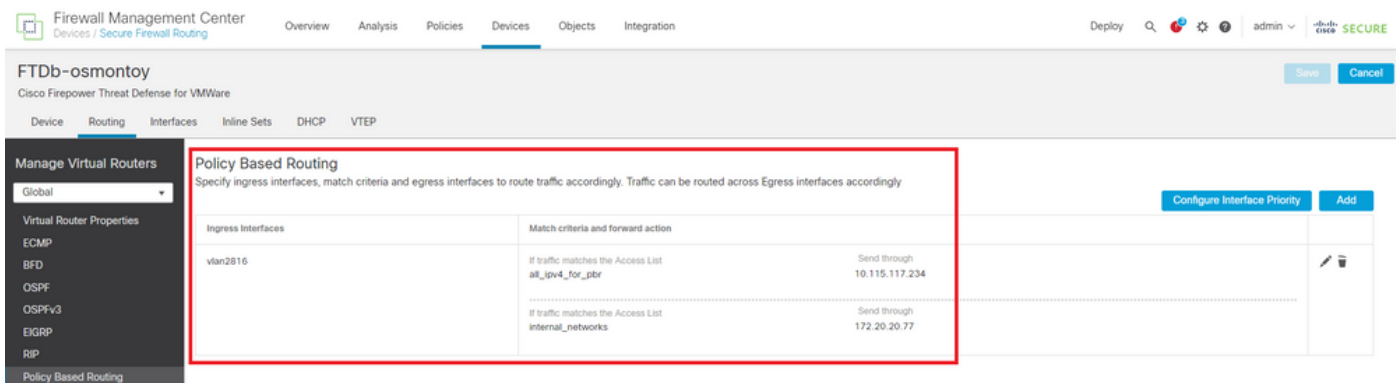 Firewall Management Center
Devices / Secure Firewall Routing
Overview Analysis Policies Devices Objects Integration
Deploy 3 admin cisco SECURE
FTDb-osmontoy
Save Cancel
Cisco Firepower Threat Defense for VMWare
Device Routing Interfaces Inline Sets DHCP VTEP
Manage Virtual Routers
Global
Virtual Router Properties
ECMP
BFD
OSPF
OSPFv3
EIGRP
RIP
Policy Based Routing
Policy Based Routing
Specify ingress interfaces, match criteria and egress interfaces to route traffic accordingly. Traffic can be routed across Egress interfaces accordingly
Configure Interface Priority Add
Ingress Interfaces Match criteria and forward action
vlan2816
If traffic matches the Access List Send through
all_ipv4_for_pbr 10.115.117.234
If traffic matches the Access List Send through
internal_networks 172.20.20.77